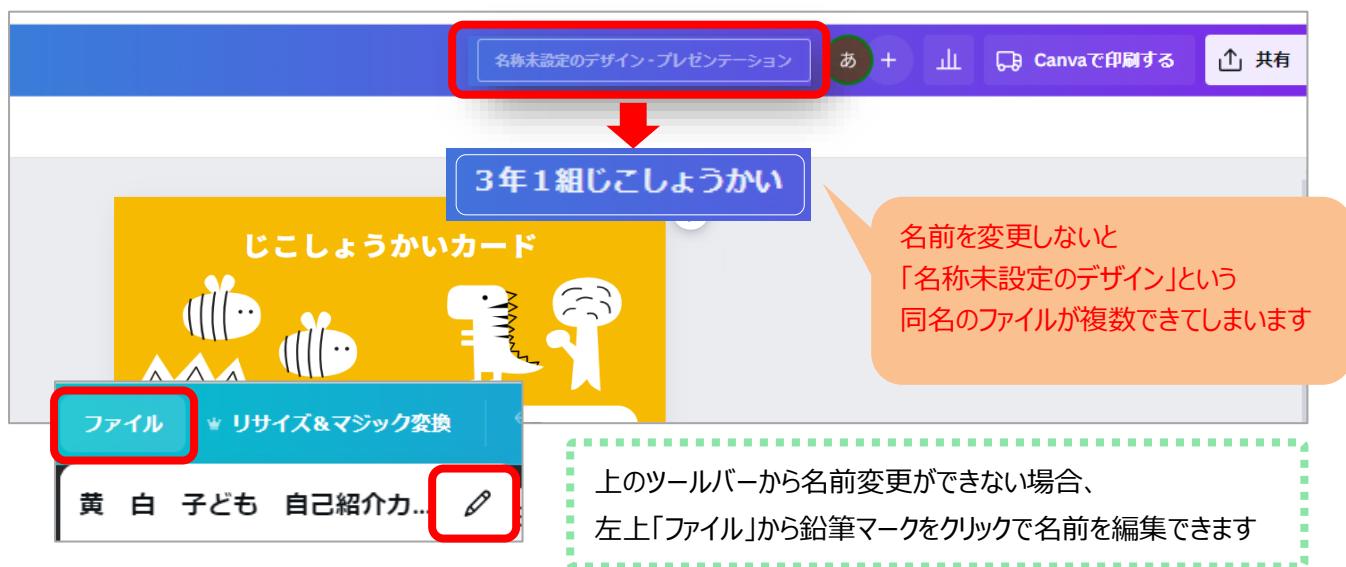 名称未設定のデザイン - プレゼンテーション
あ
+
Canvaで印刷する
共有
3年1組じこしょうかい
じこしょうかいカード
名前を変更しないと
「名称未設定のデザイン」という
同名のファイルが複数できてしまいます
ファイル
リサイズ&マジック変換
黄 白 子ども 自己紹介カ...
上のツールバーから名前変更ができない場合、
左上「ファイル」から鉛筆マークをクリックで名前を編集できます